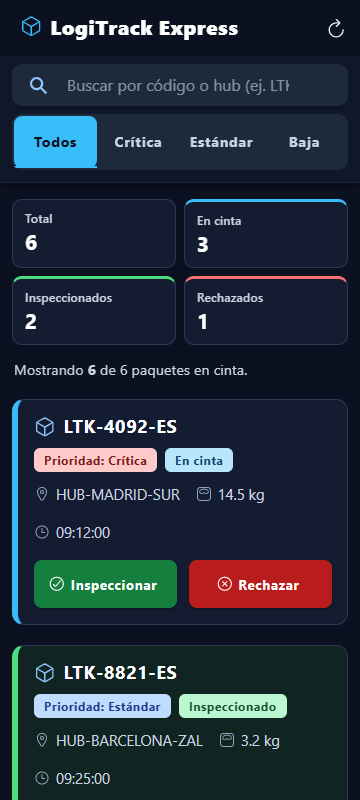 LogiTrack Express
Buscar por código o hub (ej. LTK
Todos Crítica Estándar Baja
Total
6
En cinta
3
Inspeccionados
2
Rechazados
1
Mostrando 6 de 6 paquetes en cinta.
LTK-4092-ES
Prioridad: Crítica En cinta
HUB-MADRID-SUR 14.5 kg
09:12:00
Inspeccionar Rechazar
LTK-8821-ES
Prioridad: Estándar Inspeccionado
HUB-BARCELONA-ZAL 3.2 kg
09:25:00